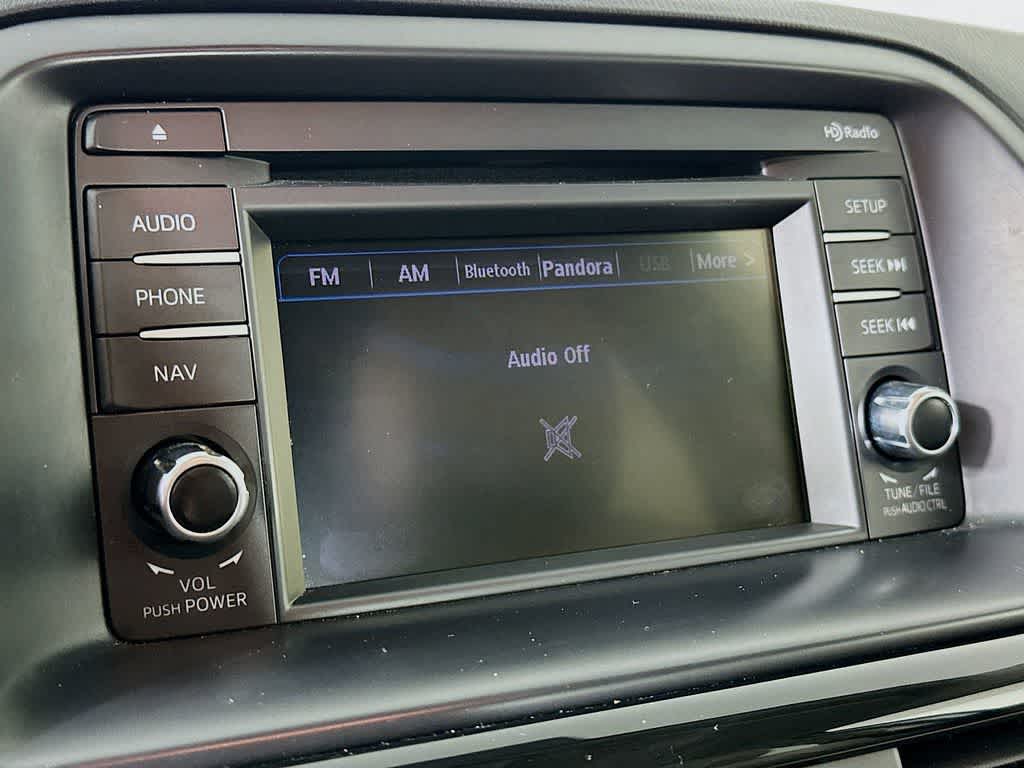 HD Radio
AUDIO
SETUP
FM AM Bluetooth Pandora USB More >
PHONE
SEEK
Audio Off
SEEK
NAV
TUNE / FILE
PUSH AUDIO CTRL
VOL
PUSH POWER